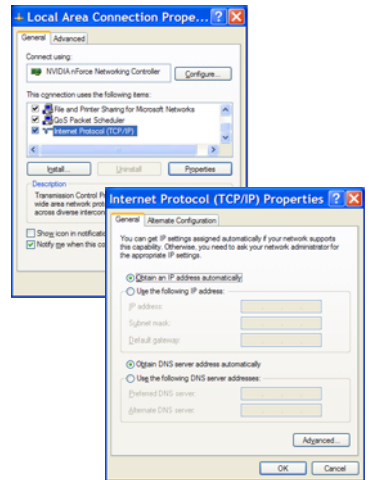 Local Area Connection Prope...
General Advanced
Connect using:
NVIDIA nForce Networking Controller
Configure...
This connection uses the following items:
File and Printer Sharing for Microsoft Networks
QoS Packet Scheduler
Internet Protocol (TCP/IP)
Install... Uninstall Properties
Description
Transmission Control P
wide area network prot
across diverse intercon
Show icon in notificatio
Notify me when this co
Internet Protocol (TCP/IP) Properties
General Alternate Configuration
You can get IP settings assigned automatically if your network supports
this capability. Otherwise, you need to ask your network administrator for
the appropriate IP settings.
Obtain an IP address automatically
Use the following IP address:
IP address:
Subnet mask:
Default gateway:
Obtain DNS server address automatically
Use the following DNS server addresses:
Preferred DNS server:
Alternate DNS server:
Advanced...
OK Cancel